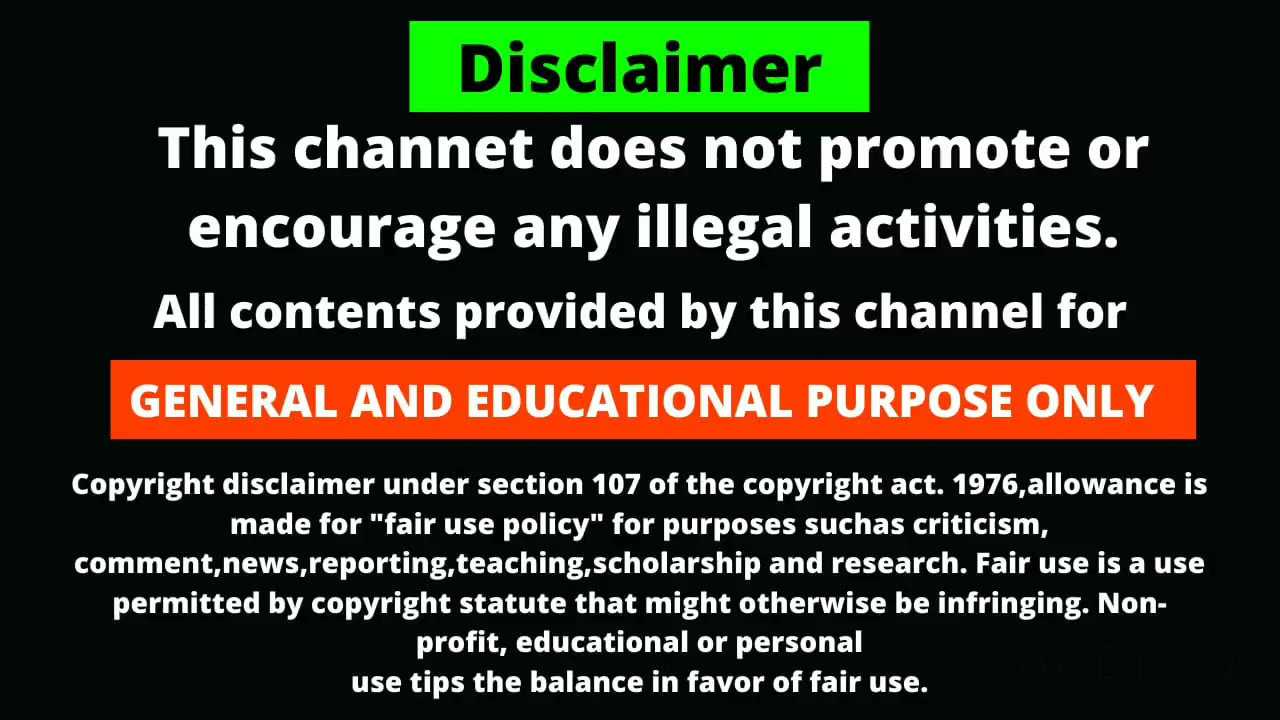 Disclaimer
This channet does not promote or
encourage any illegal activities.
All contents provided by this channel for
GENERAL AND EDUCATIONAL PURPOSE ONLY
Copyright disclaimer under section 107 of the copyright act. 1976,allowance is
made for "fair use policy" for purposes suchas criticism,
comment,news,reporting,teaching,scholarship and research. Fair use is a use
permitted by copyright statute that might otherwise be infringing. Non-
profit, educational or personal
use tips the balance in favor of fair use.